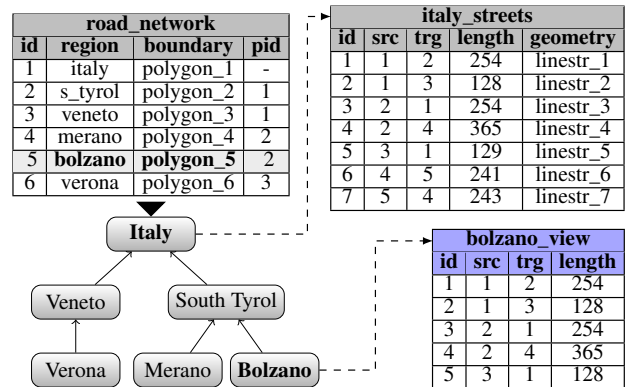 road_network
id region boundary pid
1 italy polygon_1 -
2 s_tyrol polygon_2 1
3 veneto polygon_3 1
4 merano polygon_4 2
5 bolzano polygon_5 2
6 verona polygon_6 3
italy_streets
id src trg length geometry
1 1 2 254 linestr_1
2 1 3 128 linestr_2
3 2 1 254 linestr_3
4 2 4 365 linestr_4
5 3 1 129 linestr_5
6 4 5 241 linestr_6
7 5 4 243 linestr_7
Italy
Veneto South Tyrol
Verona Merano Bolzano
bolzano_view
id src trg length
1 1 2 254
2 1 3 128
3 2 1 254
4 2 4 365
5 3 1 128